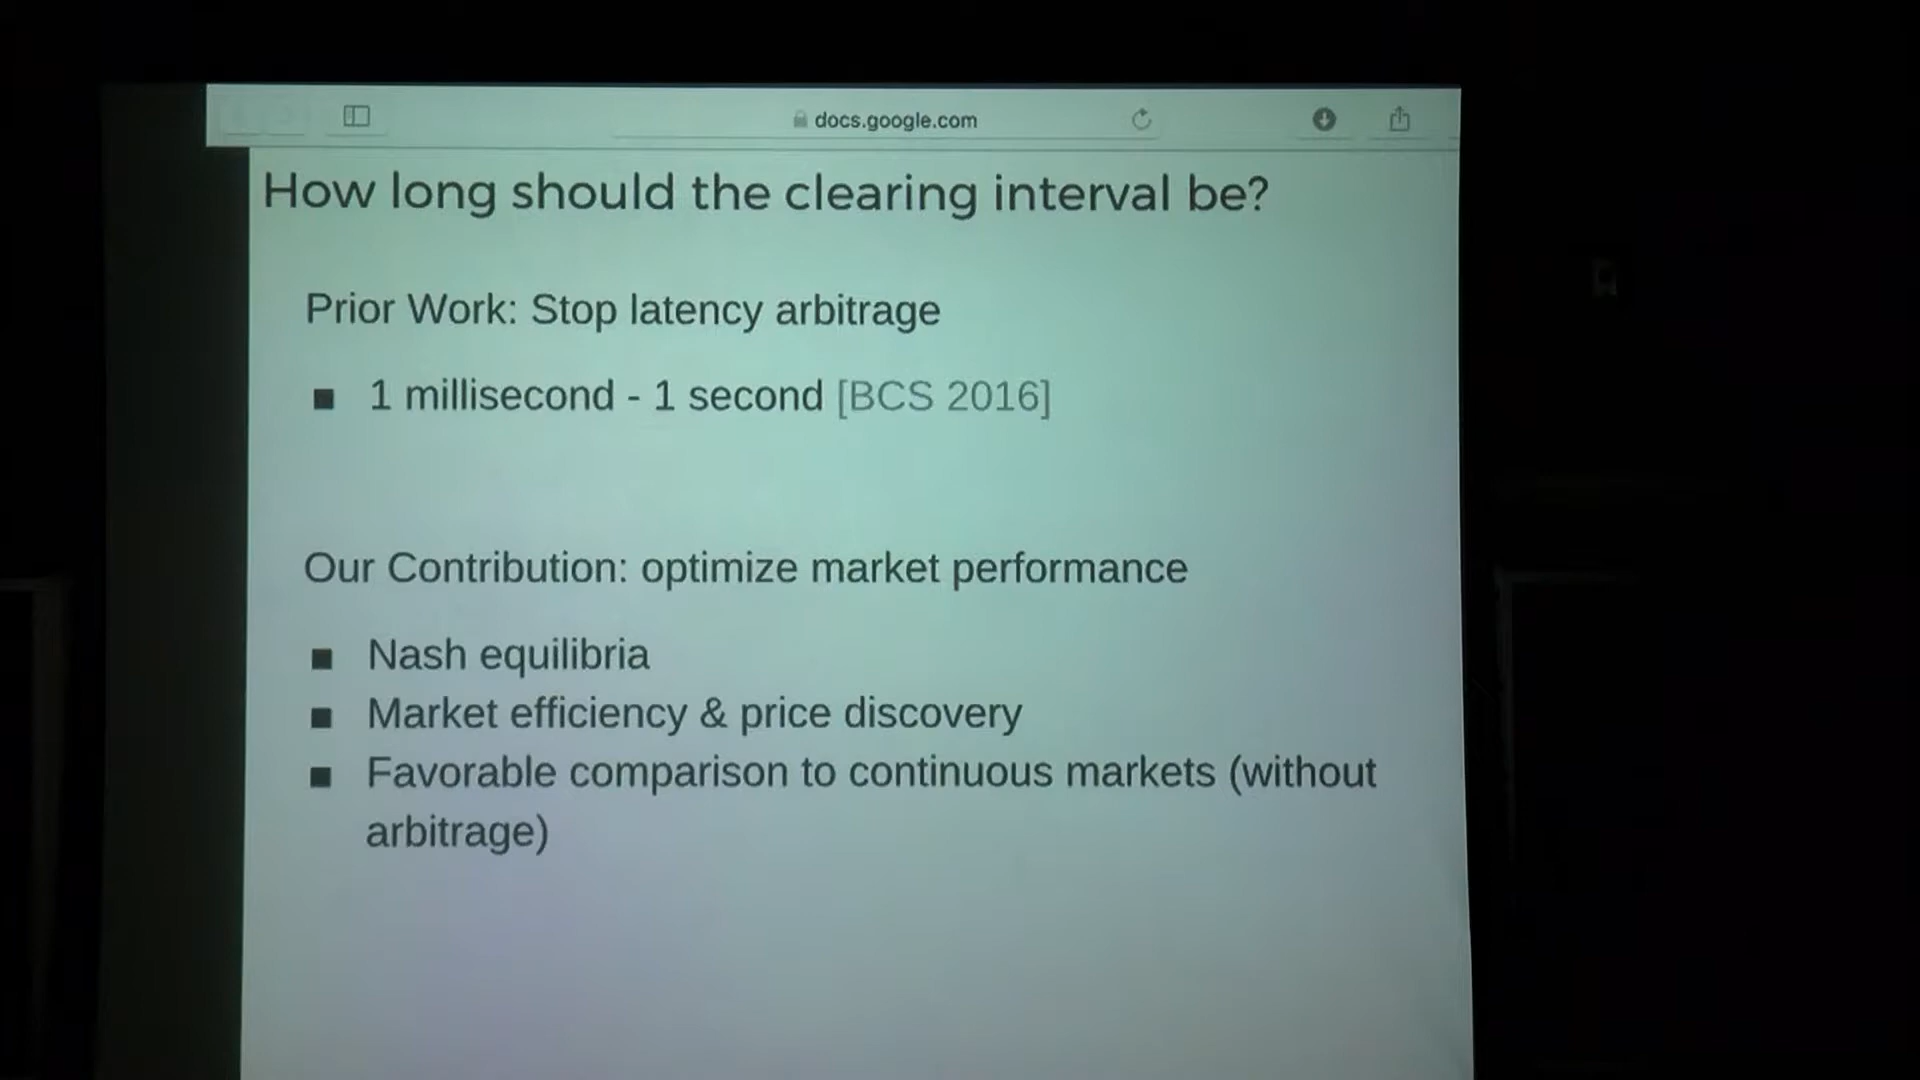 docs.google.com
How long should the clearing interval be?
Prior Work: Stop latency arbitrage
■ 1 millisecond - 1 second [BCS 2016]
Our Contribution: optimize market performance
■ Nash equilibria
■ Market efficiency & price discovery
■ Favorable comparison to continuous markets (without
arbitrage)